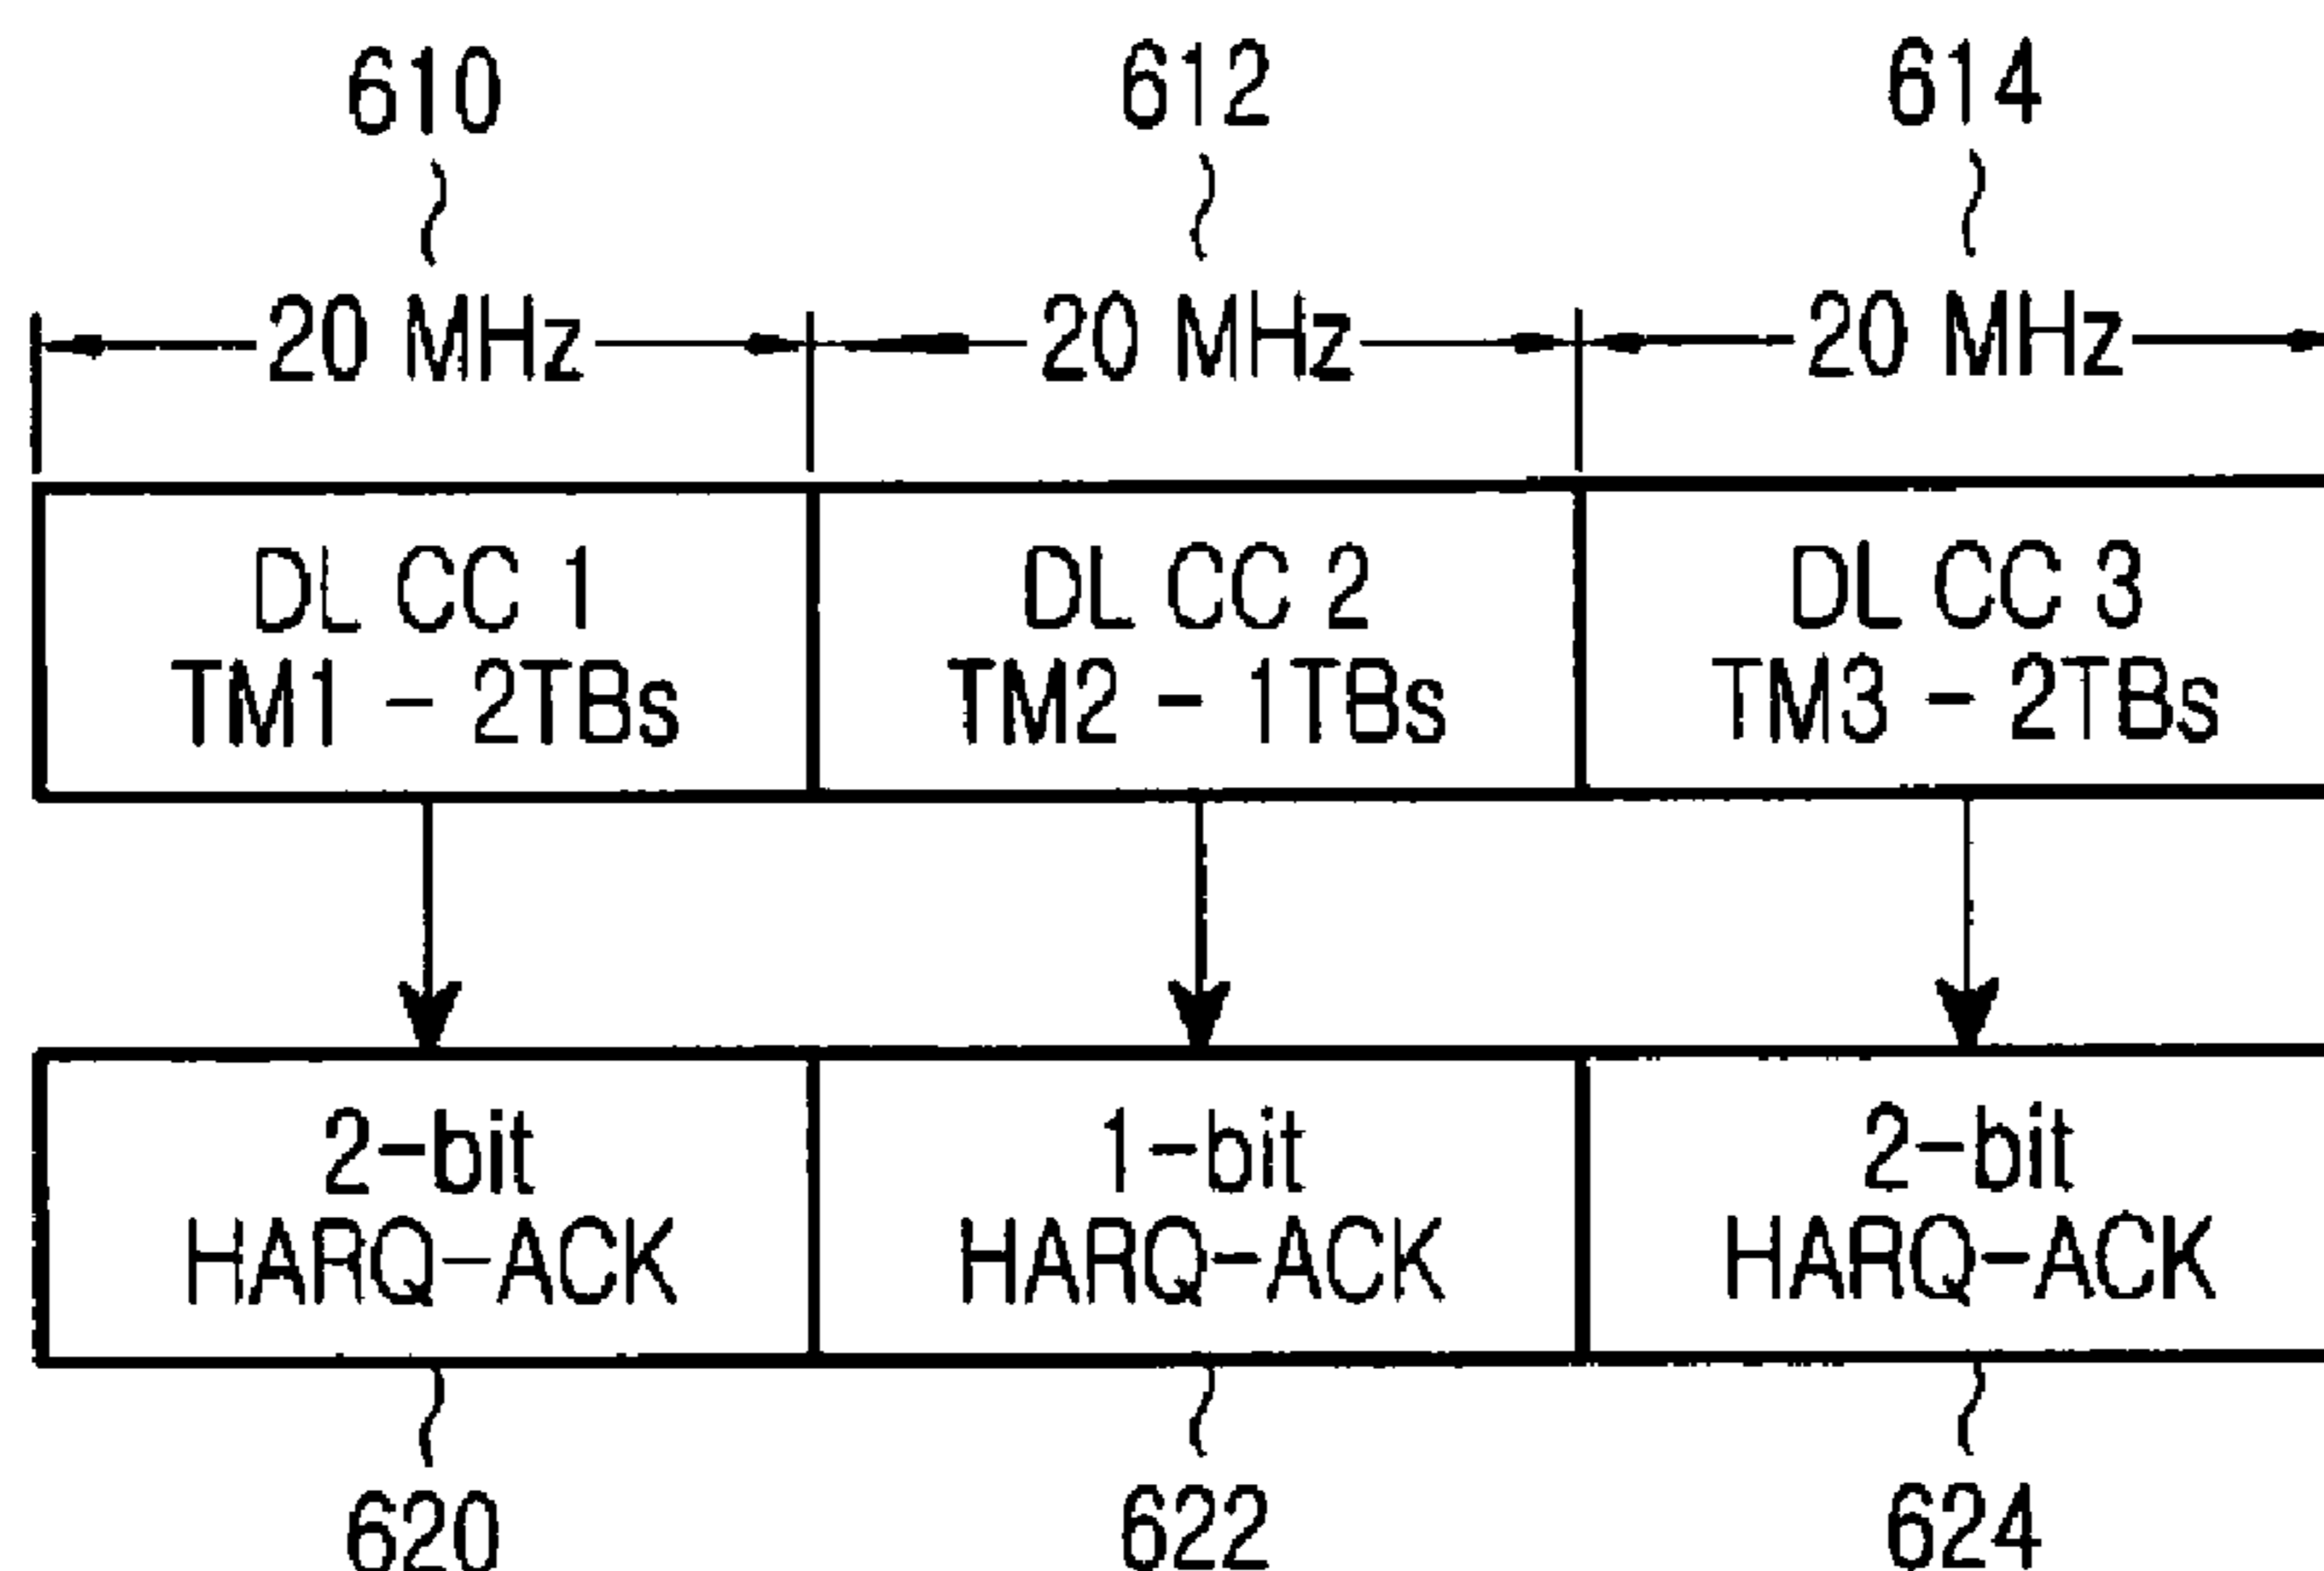 610 612 614
20 MHz 20 MHz 20 MHz
DL CC 1 DL CC 2 DL CC 3
TM1 - 2TBs TM2 - 1TBs TM3 - 2TBs
2-bit 1-bit 2-bit
HARQ-ACK HARQ-ACK HARQ-ACK
620 622 624